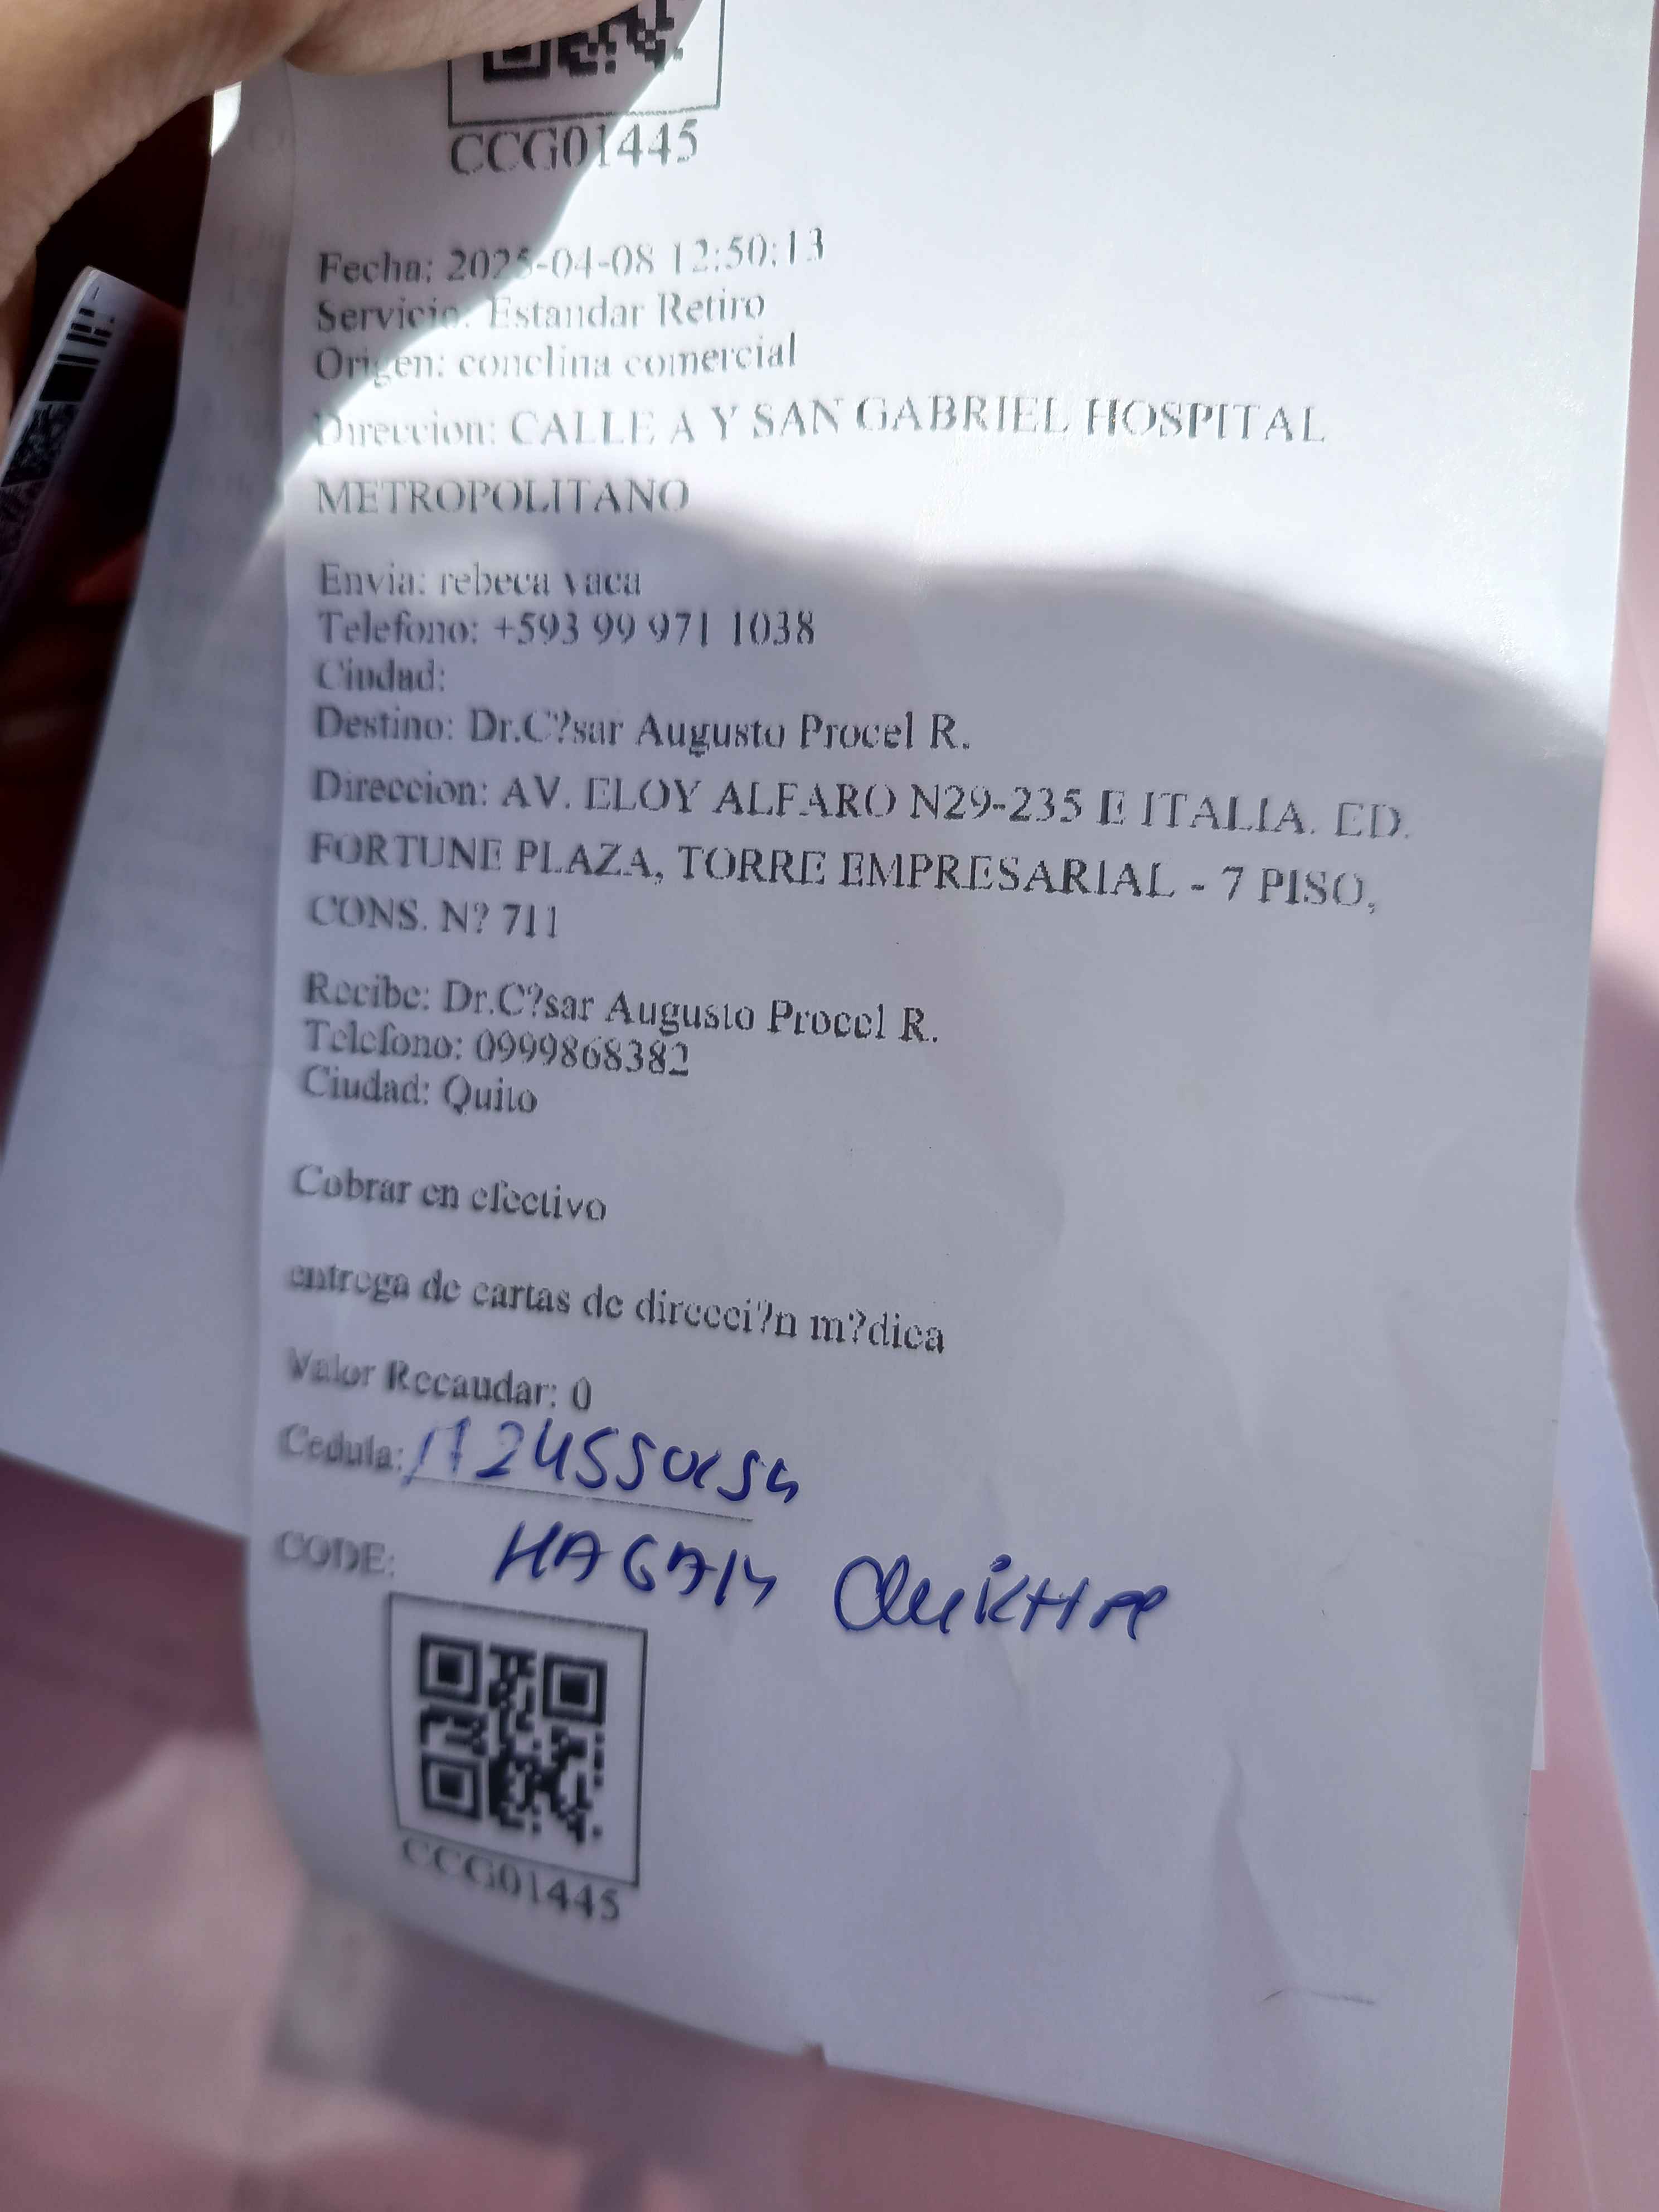 CCG01445
Fecha: 2025-04-08 12:50:13
Servicio: Estandar Retiro
Origen: conclina comercial
Direccion: CALLE A Y SAN GABRIEL HOSPITAL
METROPOLITANO
Envia: rebeca vaca
Telefono: +593 99 971 1038
Ciudad:
Destino: Dr.C?sar Augusto Procel R.
Direccion: AV. ELOY ALFARO N29-235 E ITALIA. ED.
FORTUNE PLAZA, TORRE EMPRESARIAL - 7 PISO,
CONS. N? 711
Recibe: Dr.C?sar Augusto Procel R.
Telefono: 0999868382
Ciudad: Quito
Cobrar en efectivo
entrega de cartas de direcci?n m?dica
Valor Recaudar: 0
Cedula:
CODE:
CCG01445